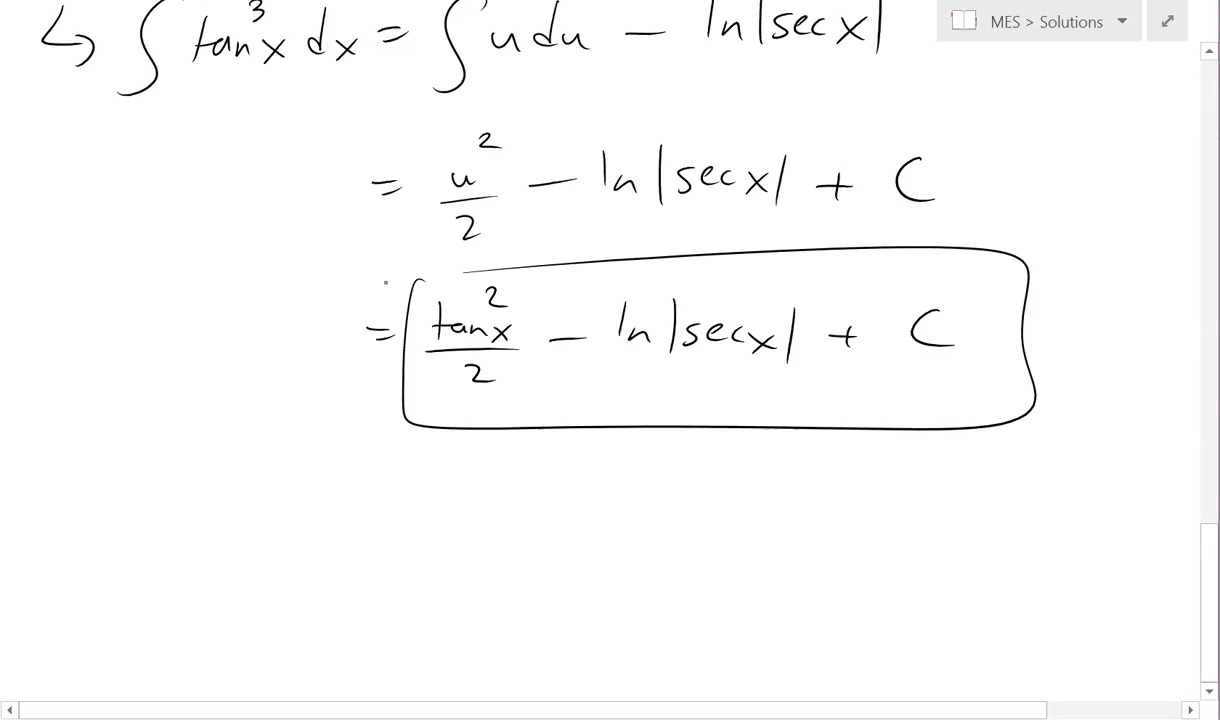 MES > Solutions
↳ ∫ tan³x dx = ∫ u du − ln|sec x|
= u²/2 − ln|sec x| + C
= tan²x/2 − ln|sec x| + C